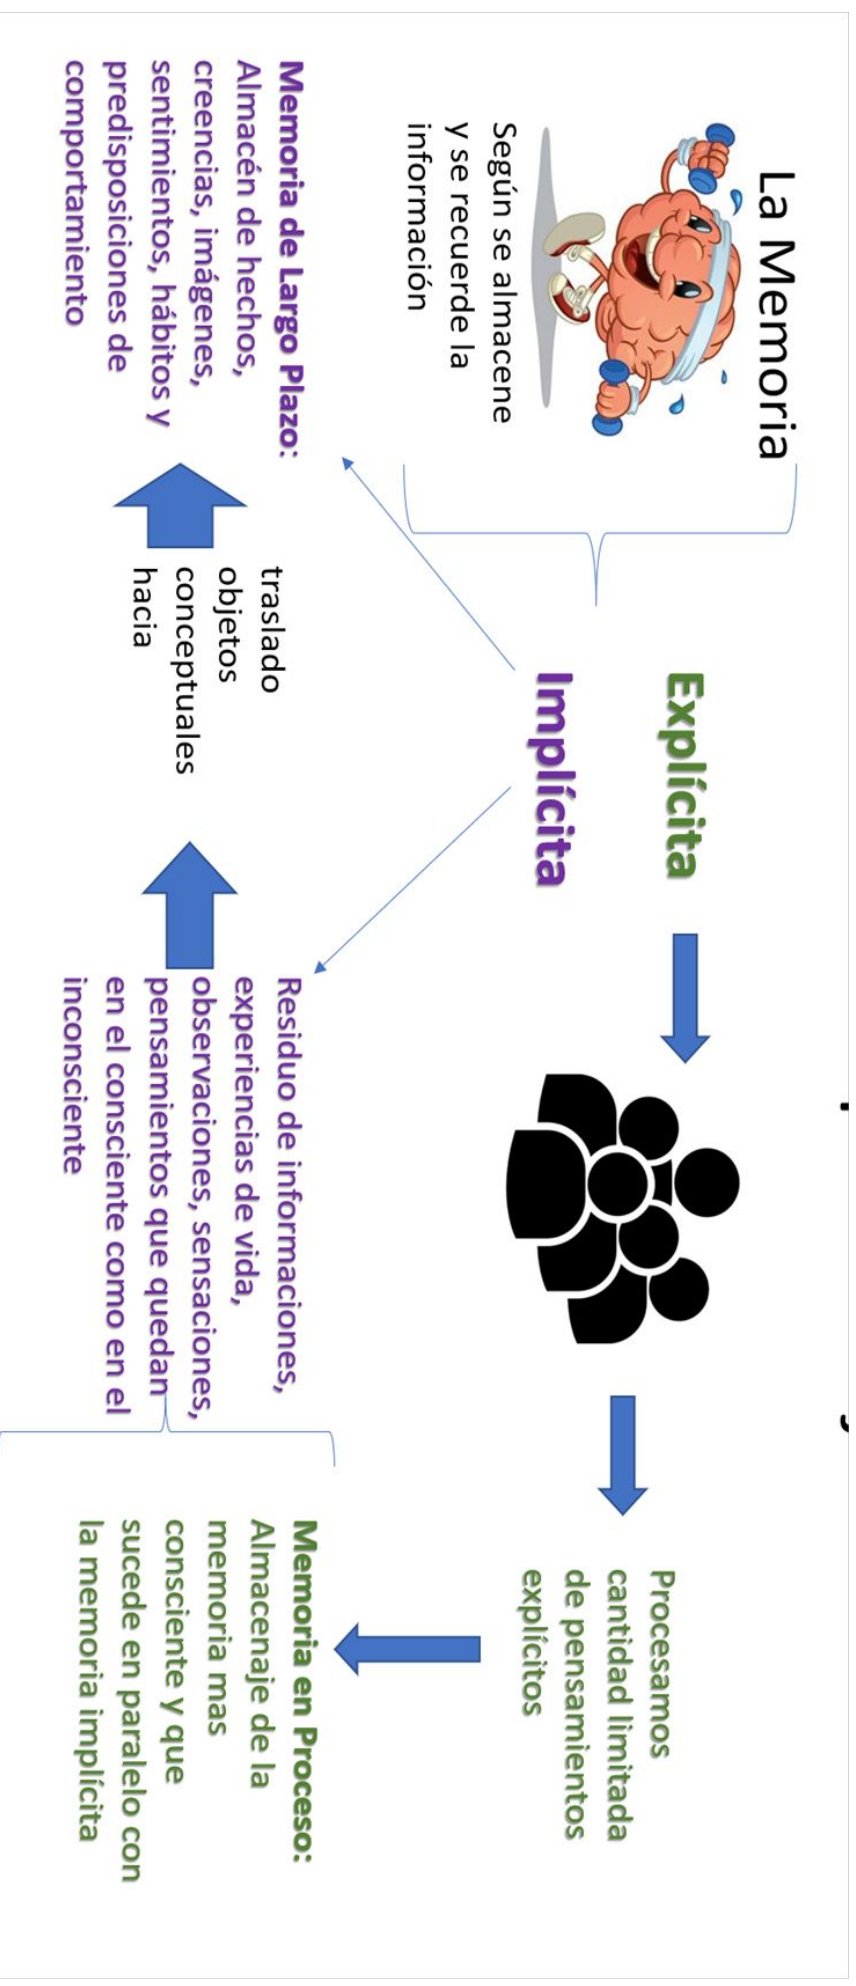 La Memoria
Según se almacene
y se recuerde la
información
Explícita
Implícita
Procesamos
cantidad limitada
de pensamientos
explícitos
Memoria de Largo Plazo:
Almacén de hechos,
creencias, imágenes,
sentimientos, hábitos y
predisposiciones de
comportamiento
traslado
objetos
conceptuales
hacia
Residuo de informaciones,
experiencias de vida,
observaciones, sensaciones,
pensamientos que quedan
en el consciente como en el
inconsciente
Memoria en Proceso:
Almacenaje de la
memoria mas
consciente y que
sucede en paralelo con
la memoria implícita